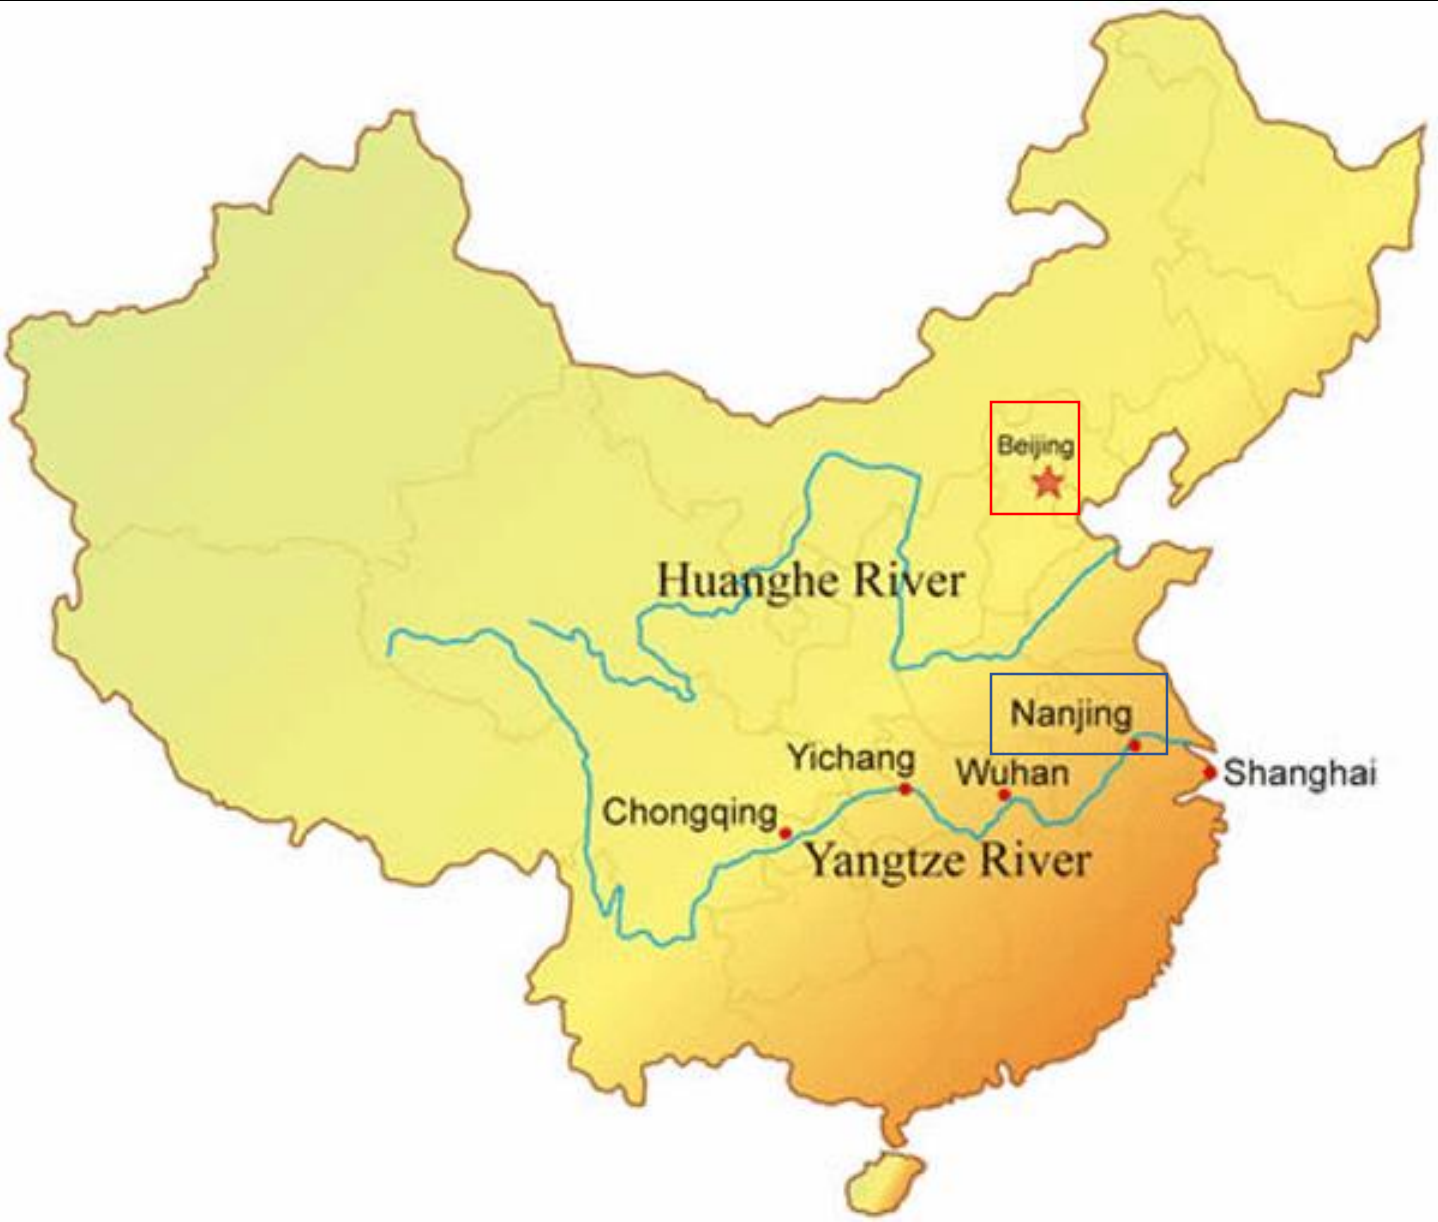 Beijing
Huanghe River
Nanjing
Yichang
Wuhan
Shanghai
Chongqing
Yangtze River